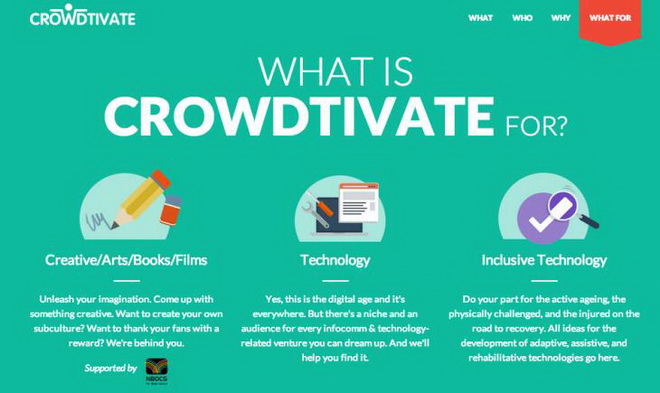 CROWDTIVATE
WHAT WHO WHY WHAT FOR
WHAT IS
CROWDTIVATE FOR?
Creative/Arts/Books/Films
Unleash your imagination. Come up with
something creative. Want to create your own
subculture? Want to thank your fans with a
reward? We're behind you.
Supported by
NBDCS
Technology
Yes, this is the digital age and it's
everywhere. But there's a niche and an
audience for every infocomm & technology-
related venture you can dream up. And we'll
help you find it.
Inclusive Technology
Do your part for the active ageing, the
physically challenged, and the injured on the
road to recovery. All ideas for the
development of adaptive, assistive, and
rehabilitative technologies go here.